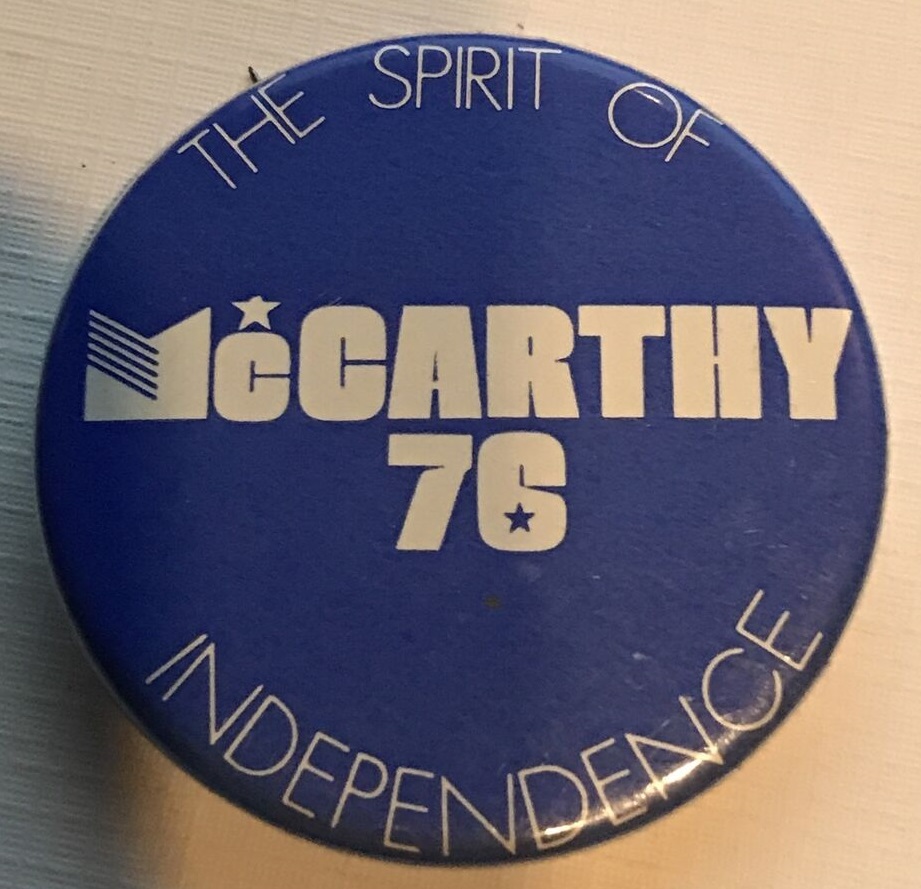 THE SPIRIT OF
McCARTHY
76
INDEPENDENCE